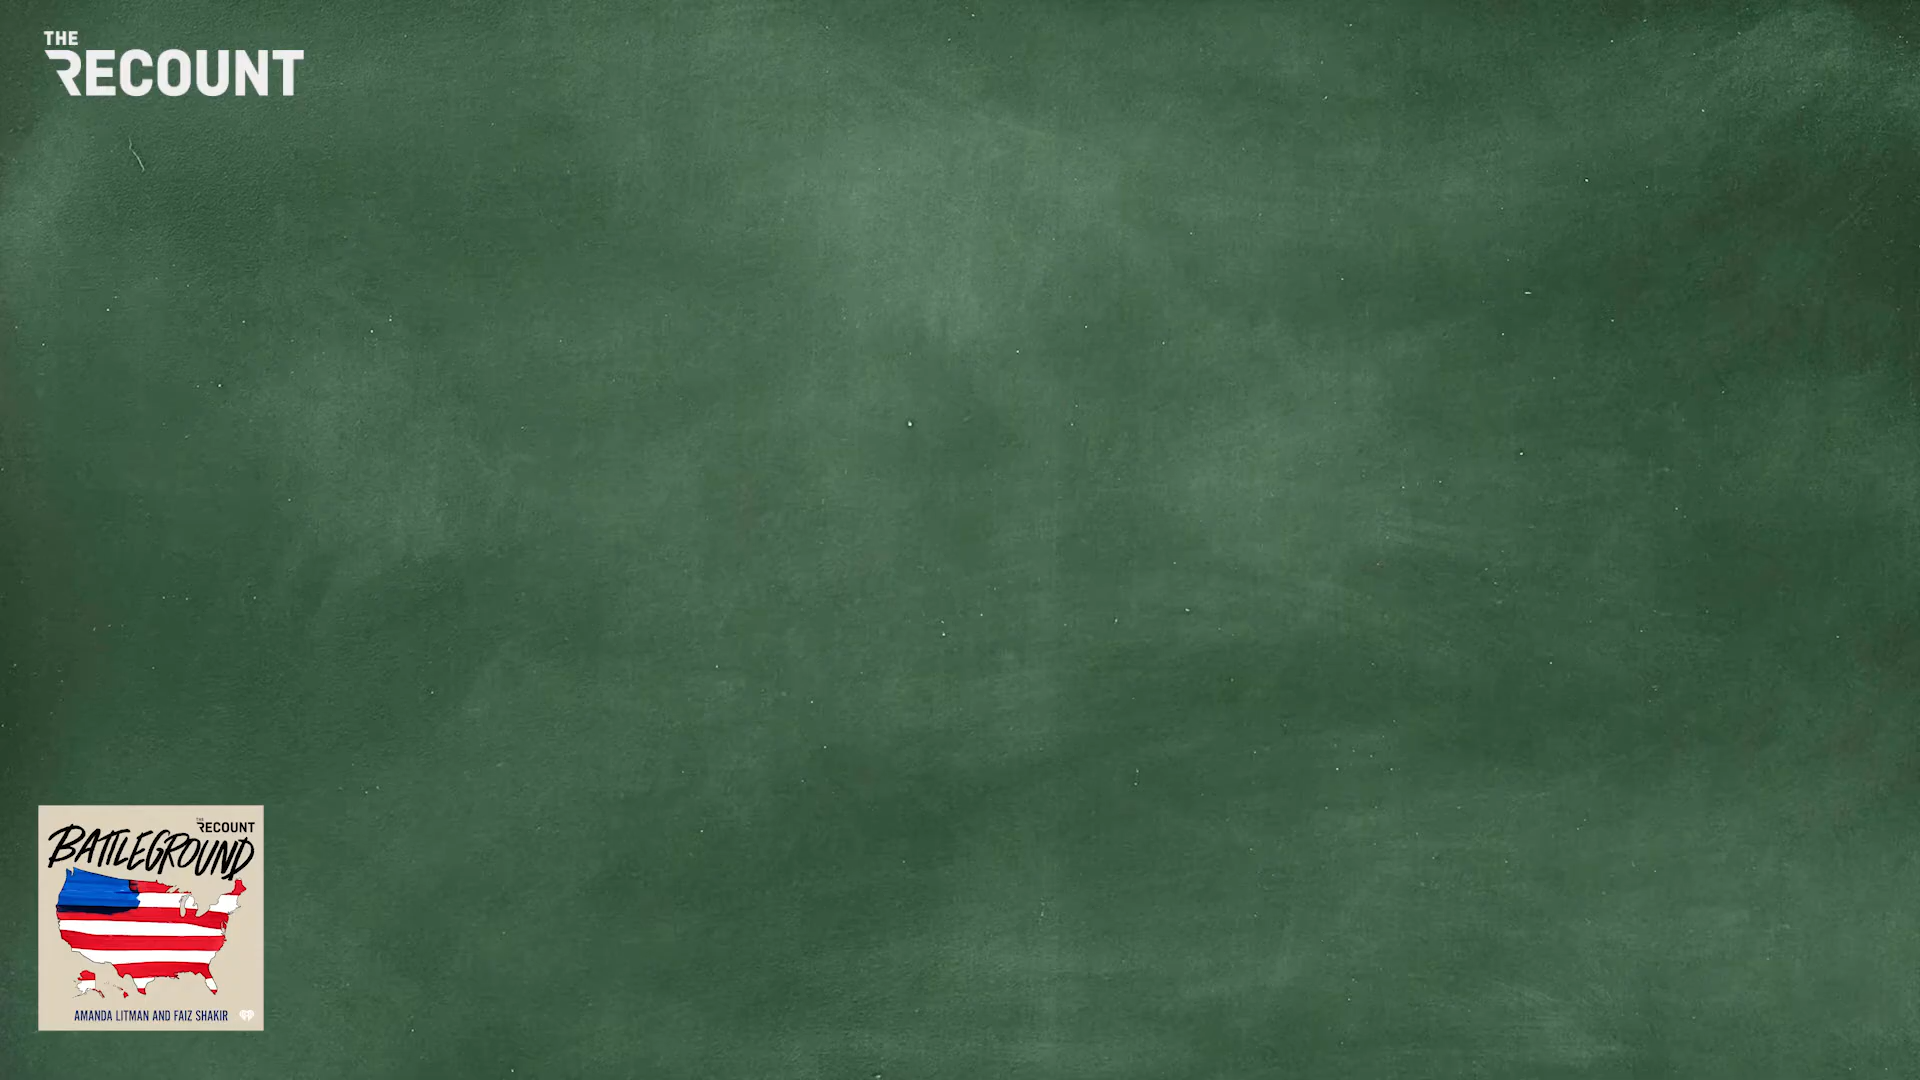 THE
RECOUNT
THE
RECOUNT
BATTLEGROUND
AMANDA LITMAN AND FAIZ SHAKIR